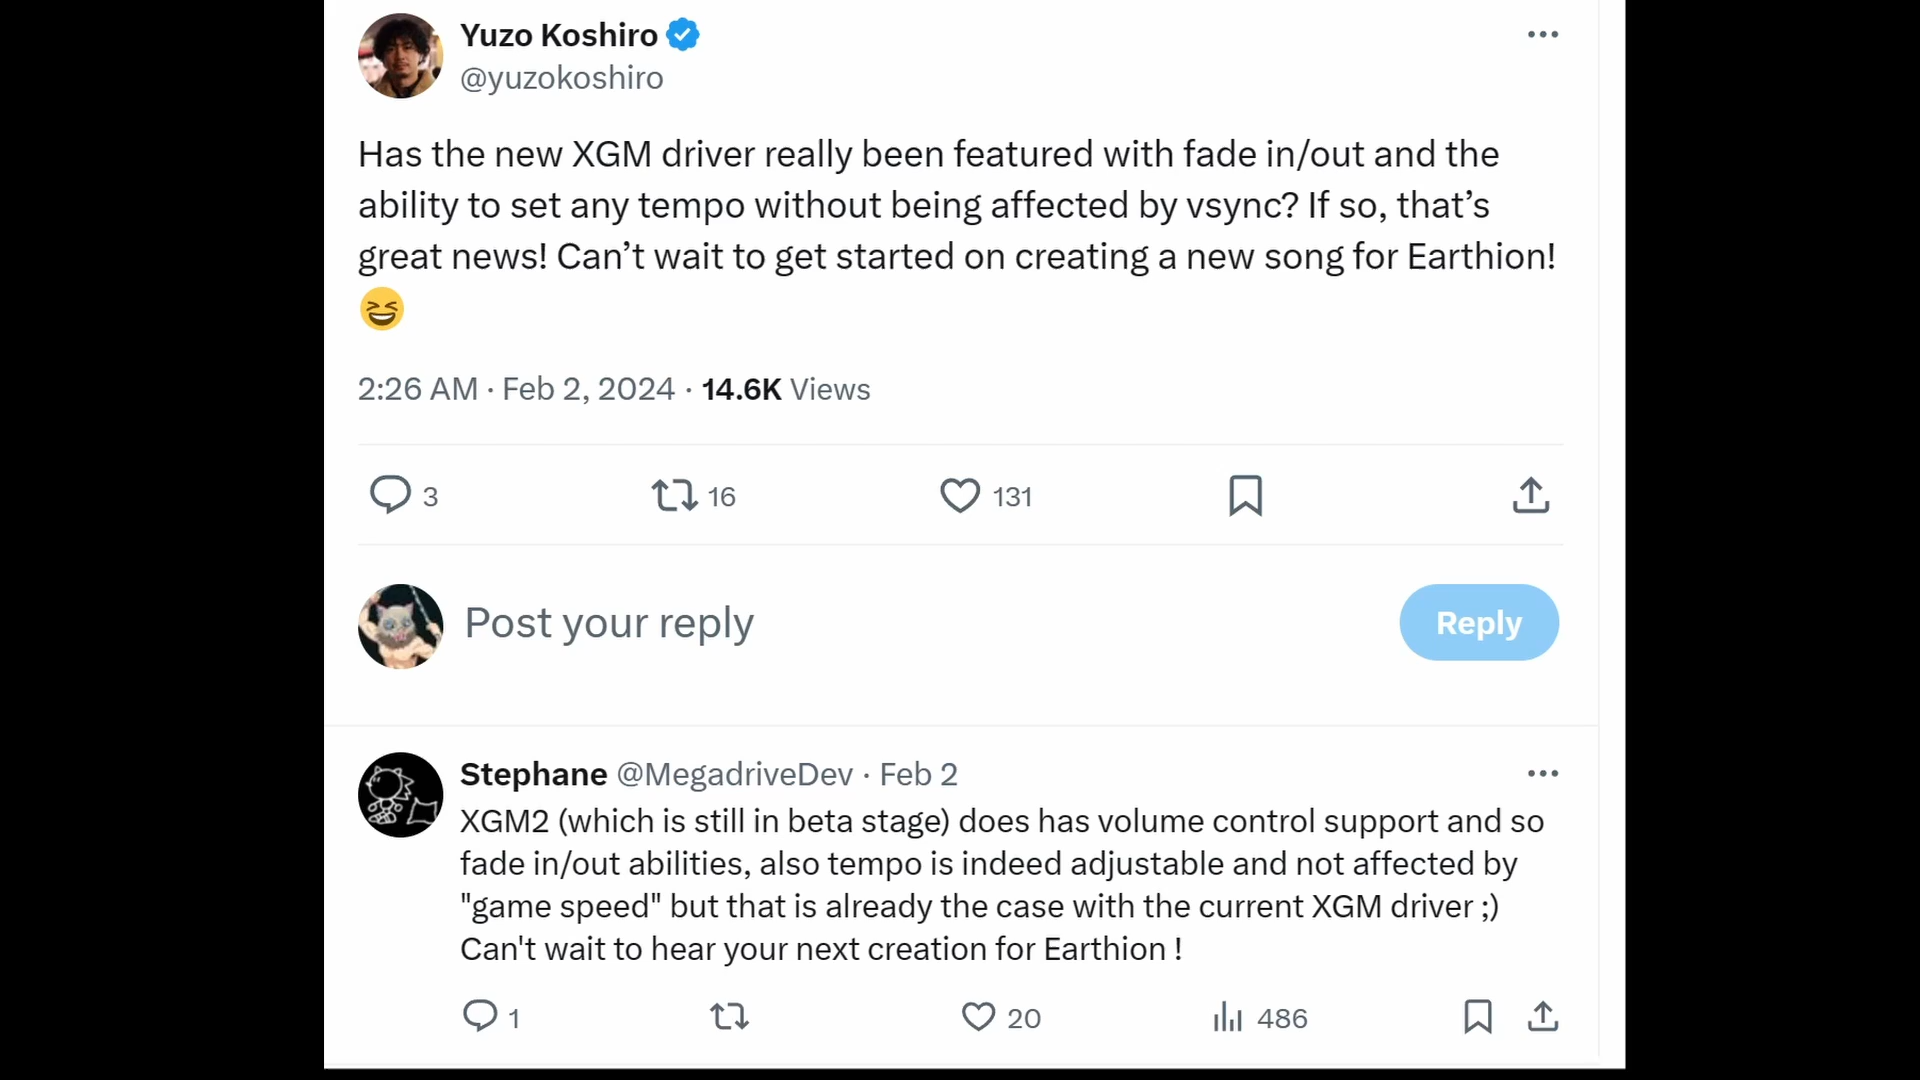 Yuzo Koshiro
@yuzokoshiro
Has the new XGM driver really been featured with fade in/out and the
ability to set any tempo without being affected by vsync? If so, that’s
great news! Can’t wait to get started on creating a new song for Earthion!
😆
2:26 AM · Feb 2, 2024 · 14.6K Views
3 16 131
Post your reply
Reply
Stephane @MegadriveDev · Feb 2
XGM2 (which is still in beta stage) does has volume control support and so
fade in/out abilities, also tempo is indeed adjustable and not affected by
"game speed" but that is already the case with the current XGM driver ;)
Can't wait to hear your next creation for Earthion !
1 20 486